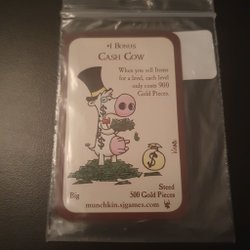 +1 Bonus
Cash Cow
When you sell Items
for a level, each level
only costs 900
Gold Pieces.
$
$
Steed
Big
500 Gold Pieces
munchkin.sjgames.com